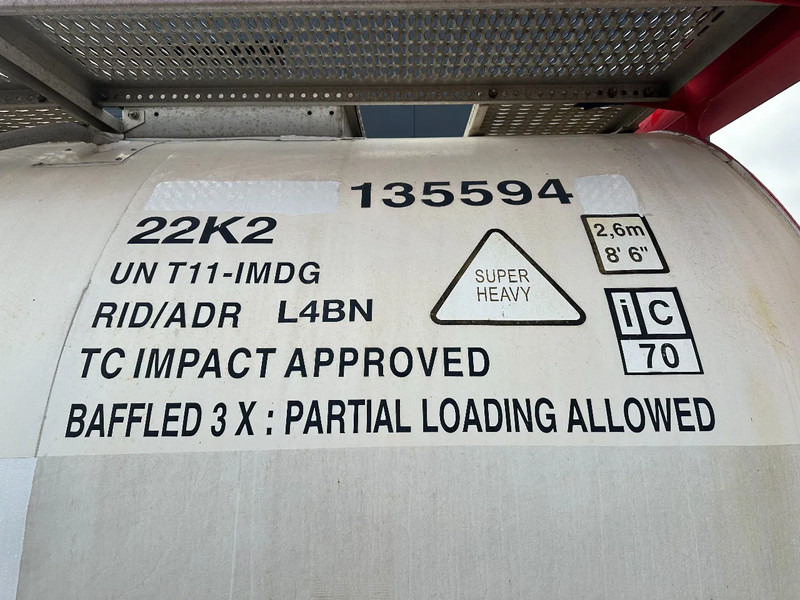 135594
22K2
2,6m
8' 6"
UN T11-IMDG
SUPER
HEAVY
RID/ADR L4BN
iC
70
TC IMPACT APPROVED
BAFFLED 3 X : PARTIAL LOADING ALLOWED